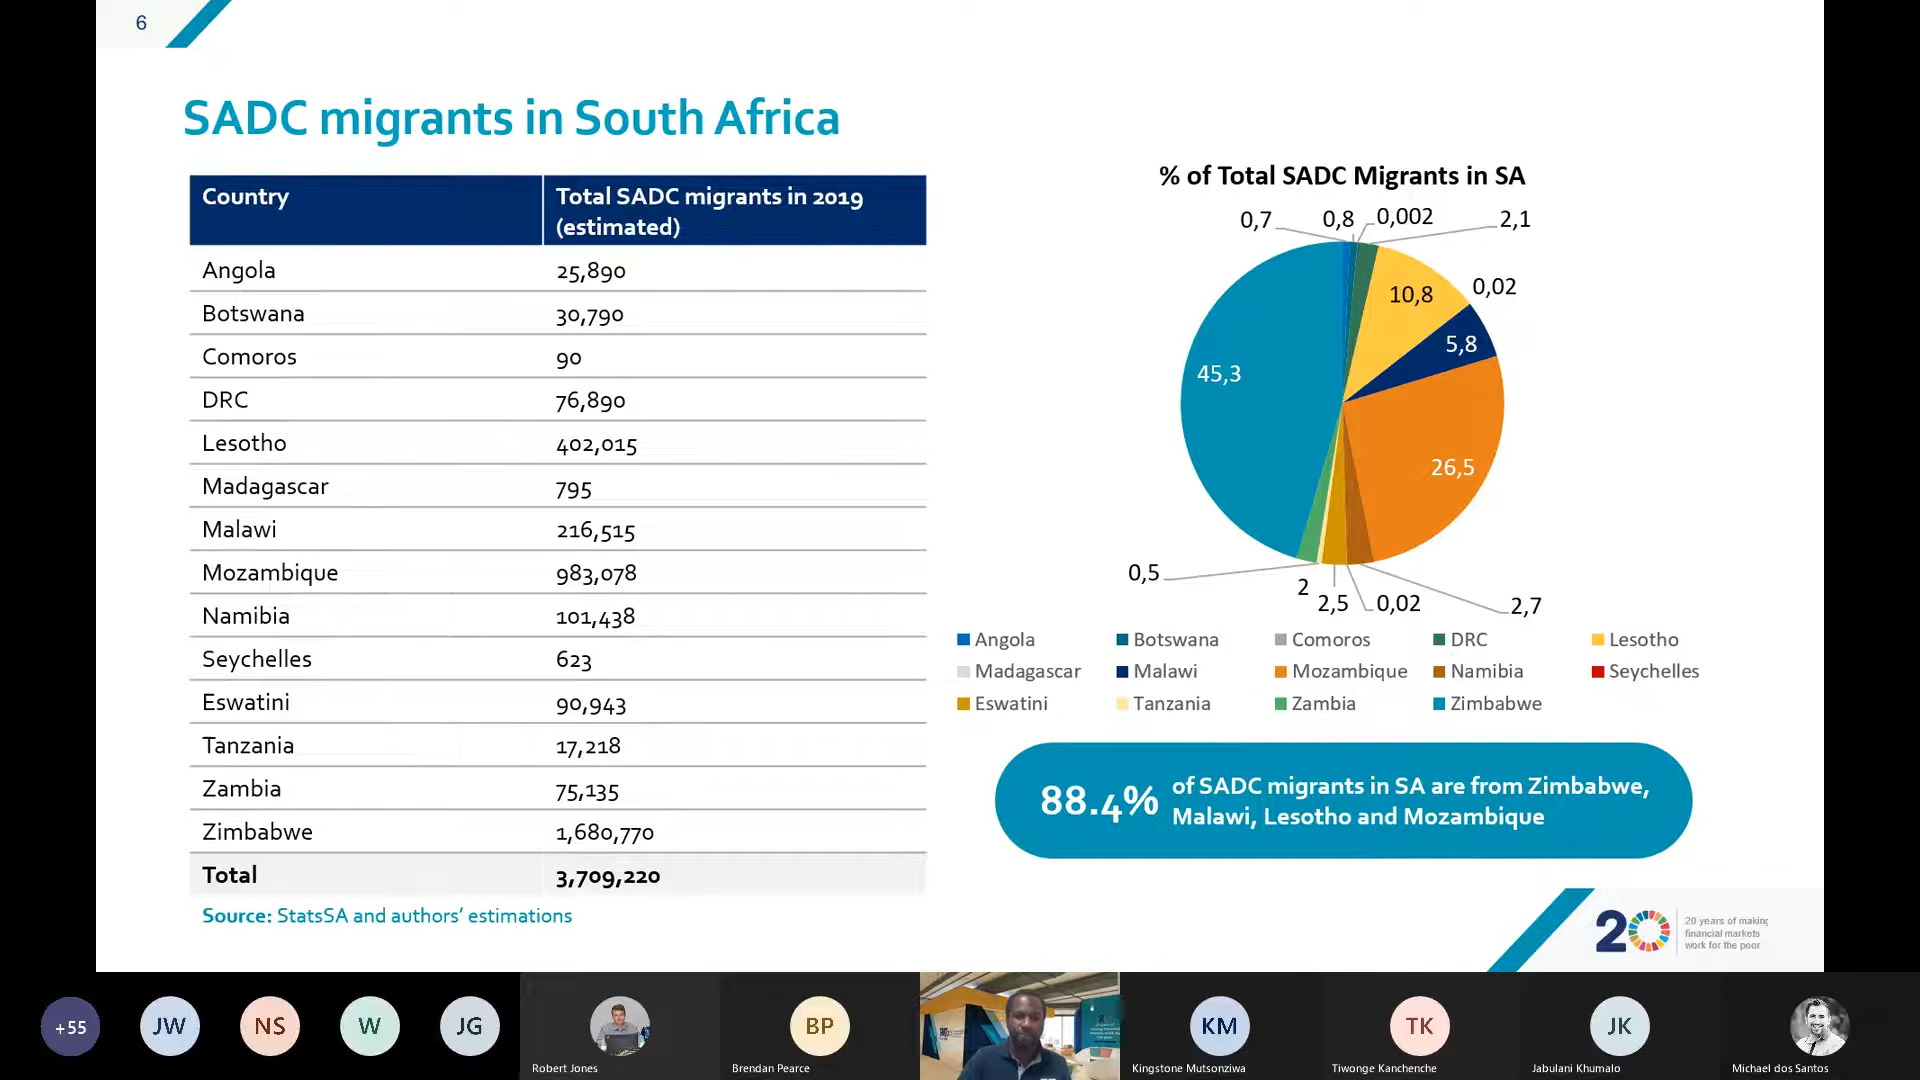 6
SADC migrants in South Africa
Country Total SADC migrants in 2019
(estimated)
Angola 25,890
Botswana 30,790
Comoros 90
DRC 76,890
Lesotho 402,015
Madagascar 795
Malawi 216,515
Mozambique 983,078
Namibia 101,438
Seychelles 623
Eswatini 90,943
Tanzania 17,218
Zambia 75,135
Zimbabwe 1,680,770
Total 3,709,220
Source: StatsSA and authors’ estimations
% of Total SADC Migrants in SA
0,7 0,8 0,002 2,1
10,8 0,02
5,8
45,3
26,5
0,5 2 2,5 0,02 2,7
Angola Botswana Comoros DRC Lesotho
Madagascar Malawi Mozambique Namibia Seychelles
Eswatini Tanzania Zambia Zimbabwe
88.4% of SADC migrants in SA are from Zimbabwe,
Malawi, Lesotho and Mozambique
20
20 years of making
financial markets
work for the poor
+55 JW NS W JG BP KM TK JK
Robert Jones Brendan Pearce Kingstone Mutsonziwa Tiwonge Kanchenche Jabulani Khumalo Michael dos Santos